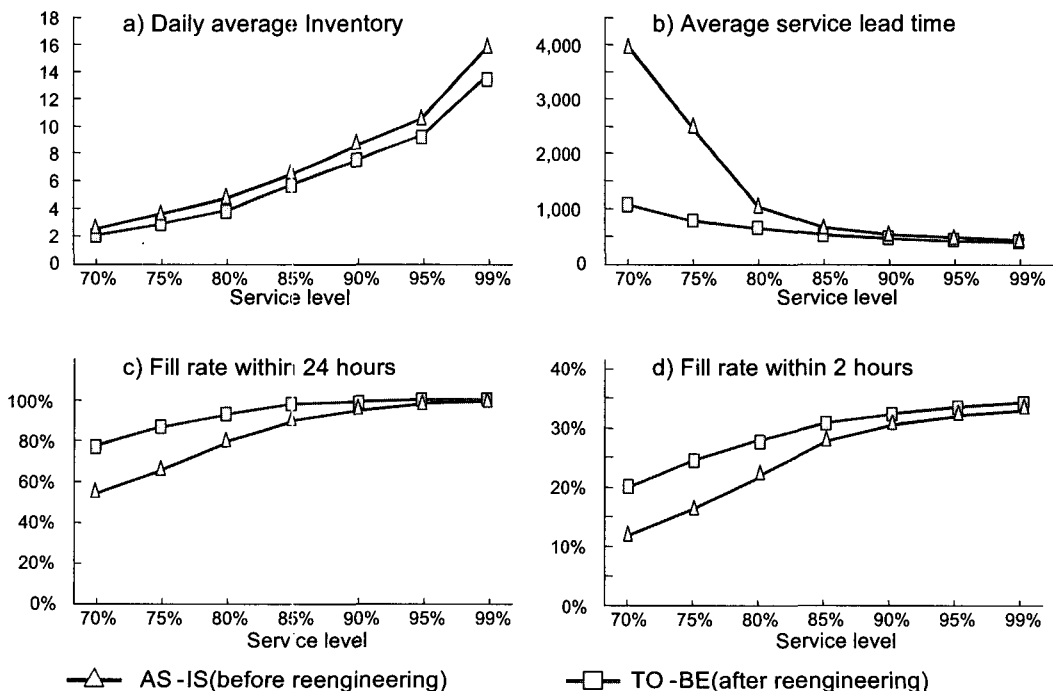 a) Daily average Inventory
18
16
14
12
10
8
6
4
2
0
70% 75% 80% 85% 90% 95% 99%
Service level
b) Average service lead time
4,000
3,000
2,000
1,000
0
70% 75% 80% 85% 90% 95% 99%
Service level
c) Fill rate within 24 hours
100%
80%
60%
40%
20%
0%
70% 75% 80% 85% 90% 95% 99%
Service level
d) Fill rate within 2 hours
40%
30%
20%
10%
0%
70% 75% 80% 85% 90% 95% 99%
Service level
AS -IS(before reengineering)
TO -BE(after reengineering)